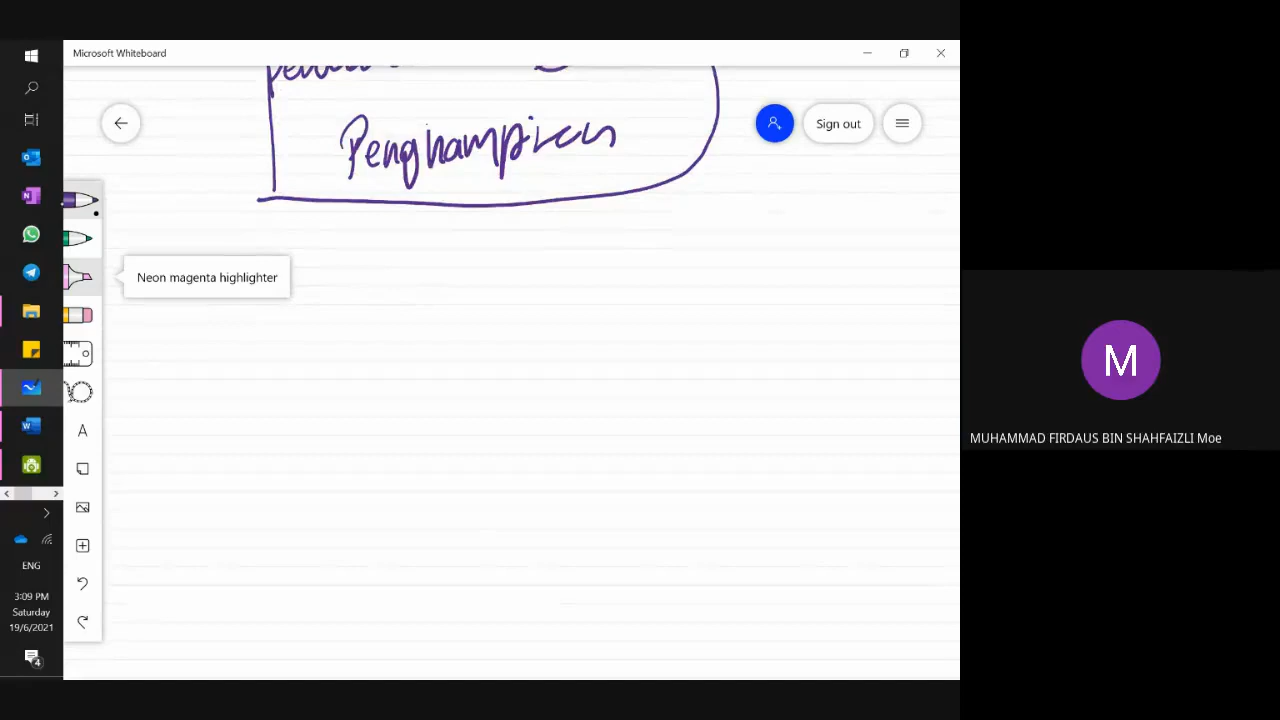 Microsoft Whiteboard
Penghampiran
Sign out
Neon magenta highlighter
A
ENG
3:09 PM
Saturday
19/6/2021
4
M
MUHAMMAD FIRDAUS BIN SHAHFAIZLI Moe